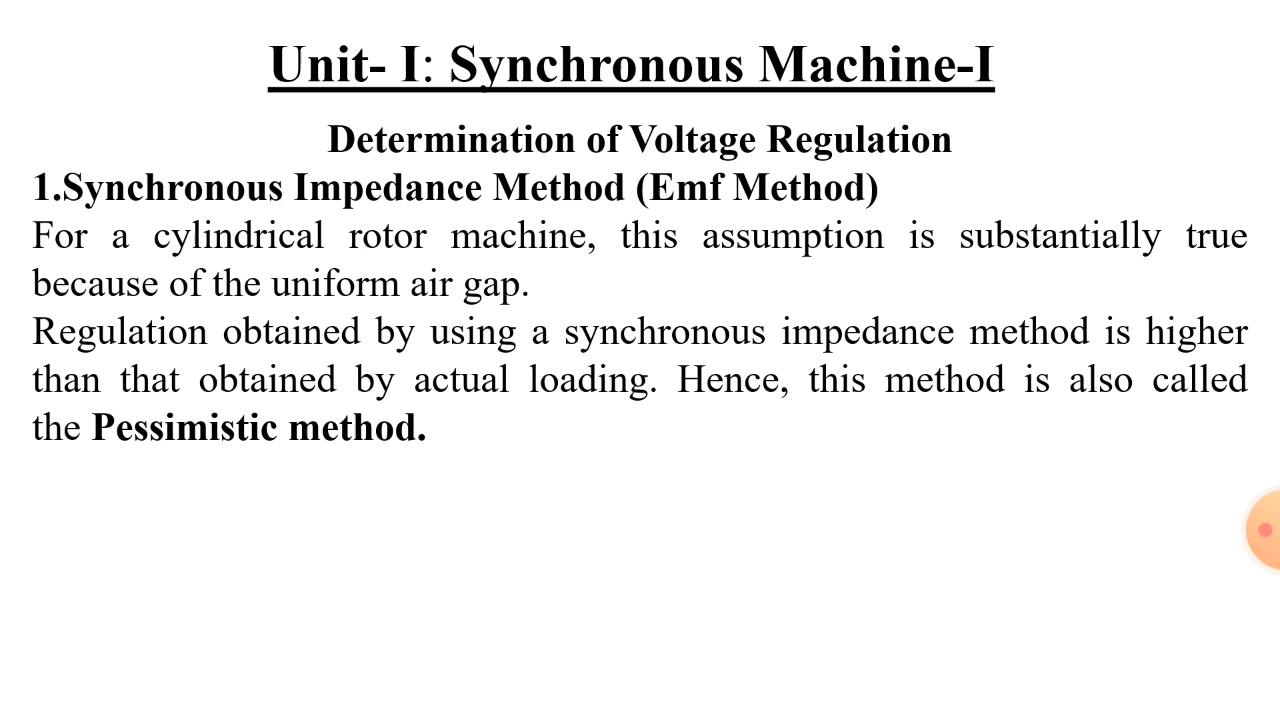 Unit- I: Synchronous Machine-I
Determination of Voltage Regulation
1.Synchronous Impedance Method (Emf Method)
For a cylindrical rotor machine, this assumption is substantially true
because of the uniform air gap.
Regulation obtained by using a synchronous impedance method is higher
than that obtained by actual loading. Hence, this method is also called
the Pessimistic method.